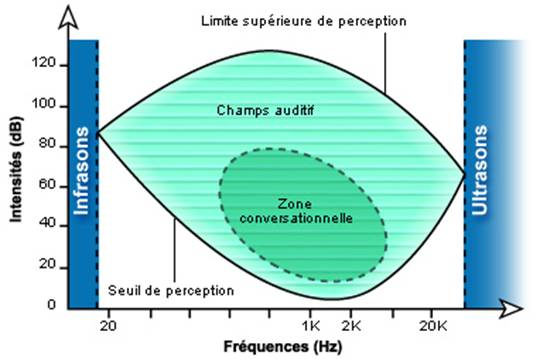 Limite supérieure de perception
120
100
80
60
40
20
0
Intensités (dB)
Infrasons
Champs auditif
Zone
conversationnelle
Ultrasons
Seuil de perception
20
1K
2K
20K
Fréquences (Hz)